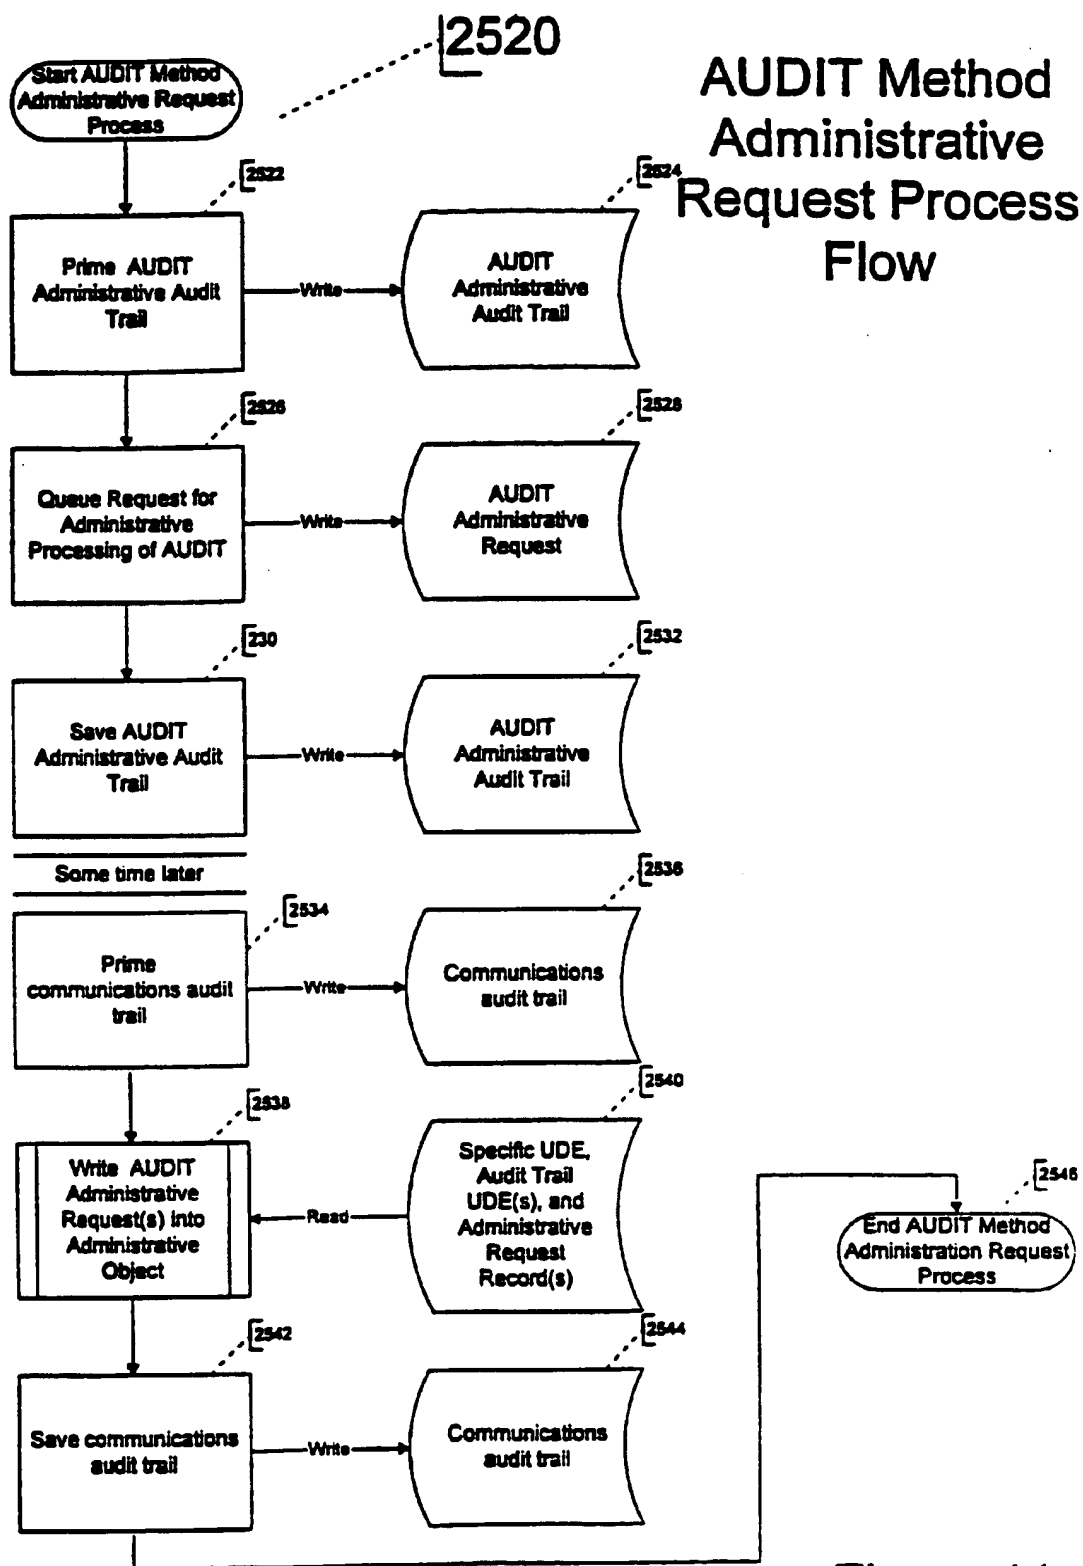 2520
AUDIT Method
Administrative
Request Process
Flow
Start AUDIT Method
Administrative Request
Process
2522
Prime AUDIT
Administrative Audit
Trail
Write
2524
AUDIT
Administrative
Audit Trail
2526
Queue Request for
Administrative
Processing of AUDIT
Write
2528
AUDIT
Administrative
Request
230
Save AUDIT
Administrative Audit
Trail
Write
2532
AUDIT
Administrative
Audit Trail
Some time later
2534
Prime
communications audit
trail
Write
2536
Communications
audit trail
2538
Write AUDIT
Administrative
Request(s) into
Administrative
Object
Read
2540
Specific UDE,
Audit Trail
UDE(s), and
Administrative
Request
Record(s)
2542
Save communications
audit trail
Write
2544
Communications
audit trail
2546
End AUDIT Method
Administration Request
Process